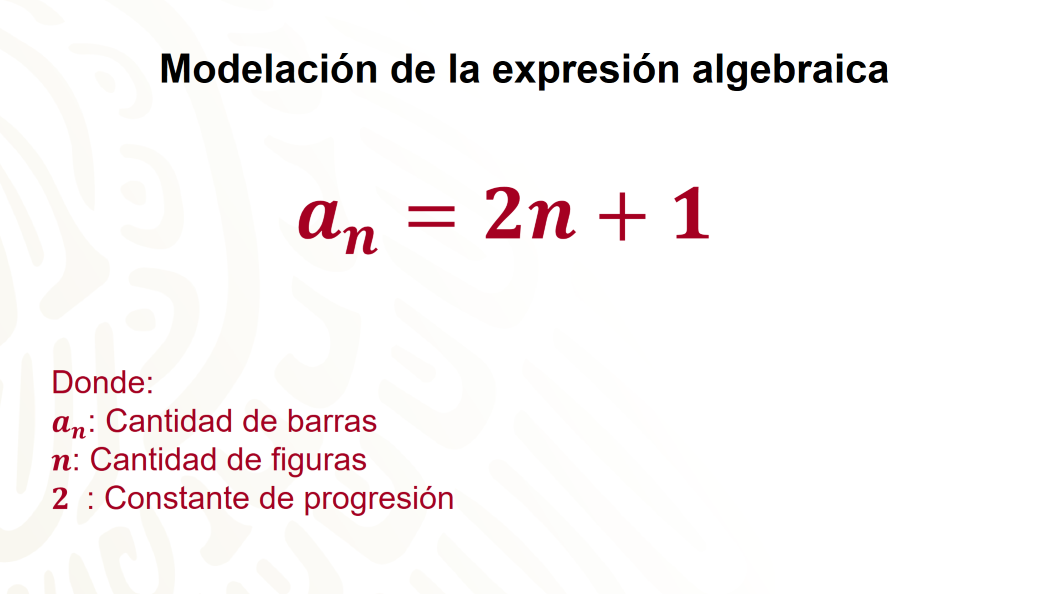 Modelación de la expresión algebraica
aₙ = 2n + 1
Donde:
aₙ: Cantidad de barras
n: Cantidad de figuras
2 : Constante de progresión